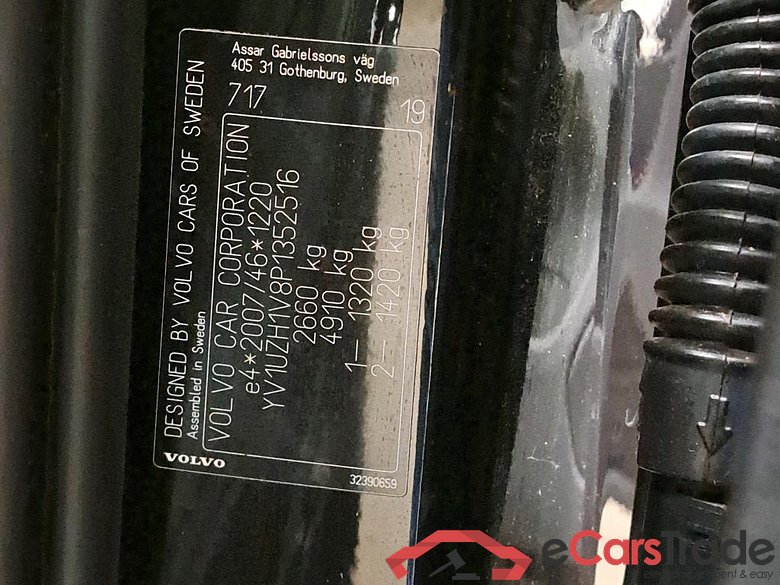 VOLVO
DESIGNED BY VOLVO CARS OF SWEDEN
Assembled in Sweden
Assar Gabrielssons väg
405 31 Gothenburg, Sweden
717
19
VOLVO CAR CORPORATION
e4*2007/46*1220
YV1UZH1V8P1352516
2660 kg
4910 kg
1– 1320 kg
2– 1420 kg
32390659
eCarsTrade
& easy